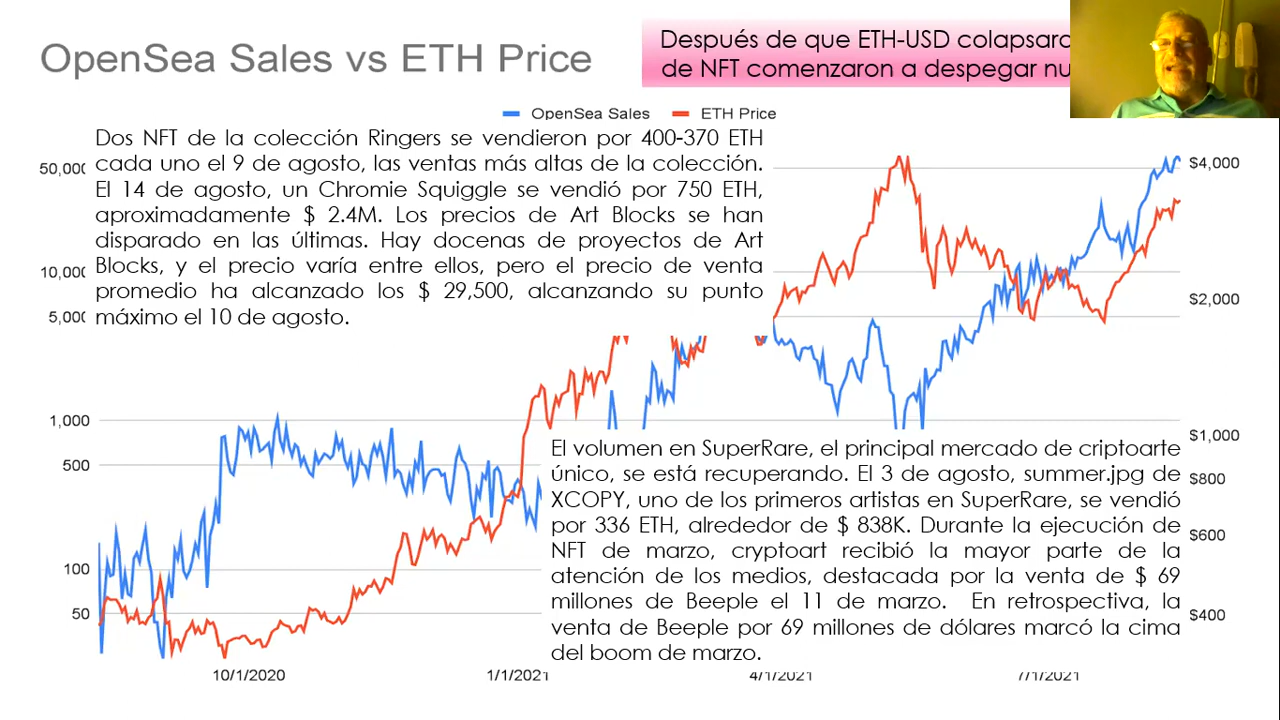 OpenSea Sales vs ETH Price
Después de que ETH-USD
de NFT comenzaron a despegar
OpenSea Sales
ETH Price
Dos NFT de la colección Ringers se vendieron por 400-370 ETH
cada uno el 9 de agosto, las ventas más altas de la colección.
El 14 de agosto, un Chromie Squiggle se vendió por 750 ETH,
aproximadamente $ 2.4M. Los precios de Art Blocks se han
disparado en las últimas. Hay docenas de proyectos de Art
Blocks, y el precio varía entre ellos, pero el precio de venta
promedio ha alcanzado los $ 29,500, alcanzando su punto
máximo el 10 de agosto.
1,000
500
100
50
$4,000
$2,000
$1,000
$800
$600
$400
El volumen en SuperRare, el principal mercado de criptoarte
único, se está recuperando. El 3 de agosto, summer.jpg de
XCOPY, uno de los primeros artistas en SuperRare, se vendió
por 336 ETH, alrededor de $ 838K. Durante la ejecución de
NFT de marzo, cryptoart recibió la mayor parte de la
atención de los medios, destacada por la venta de $ 69
millones de Beeple el 11 de marzo. En retrospectiva, la
venta de Beeple por 69 millones de dólares marcó la cima
del boom de marzo.
10/1/2020
1/1/2021
4/1/2021
7/1/2021